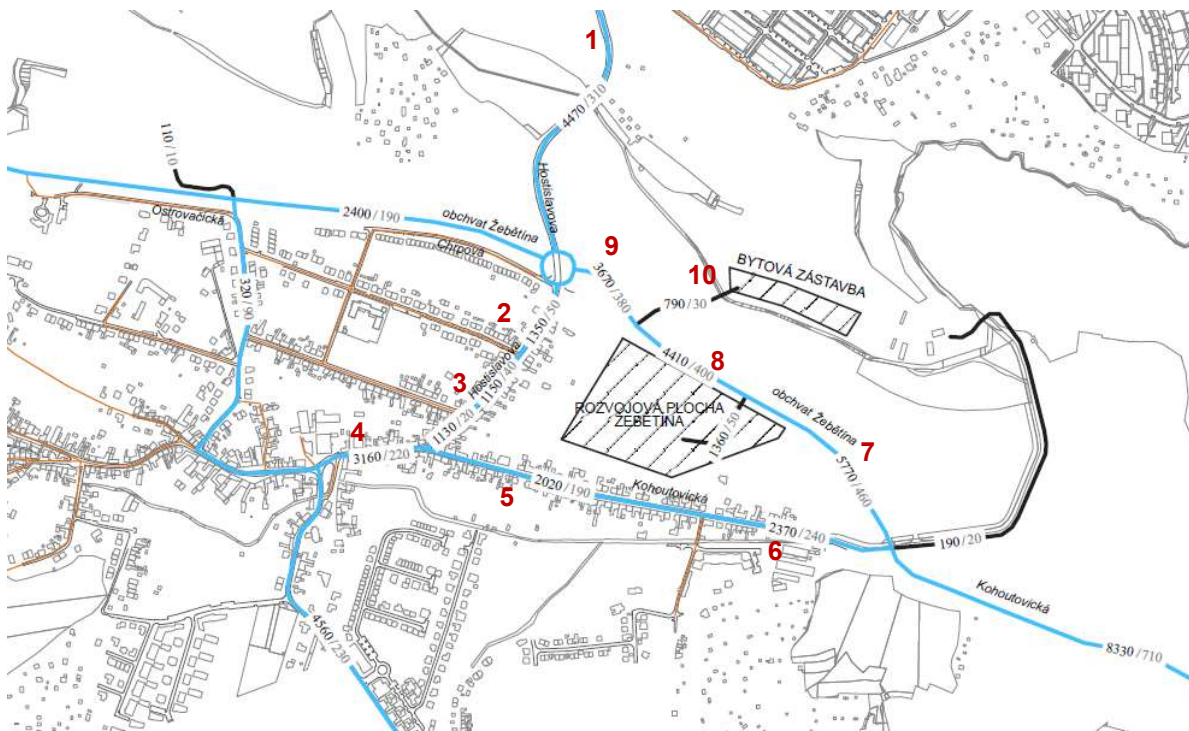 1
4470/310
110/10
Hostislavova
Ostrovačická
2400/190
obchvat Žebětína
Chrpová
9
3670/380
10
BYTOVÁ ZÁSTAVBA
790/30
320/90
2
1350/50
Hostislavova
1150/40
3
8
4410/400
obchvat Žebětína
ROZVOJOVÁ PLOCHA
ŽEBĚTÍNA
1360/50
1130/20
4
3160/220
7
5770/460
5
2020/190
Kohoutovická
2370/240
6
190/20
Kohoutovická
4560/230
8330/710